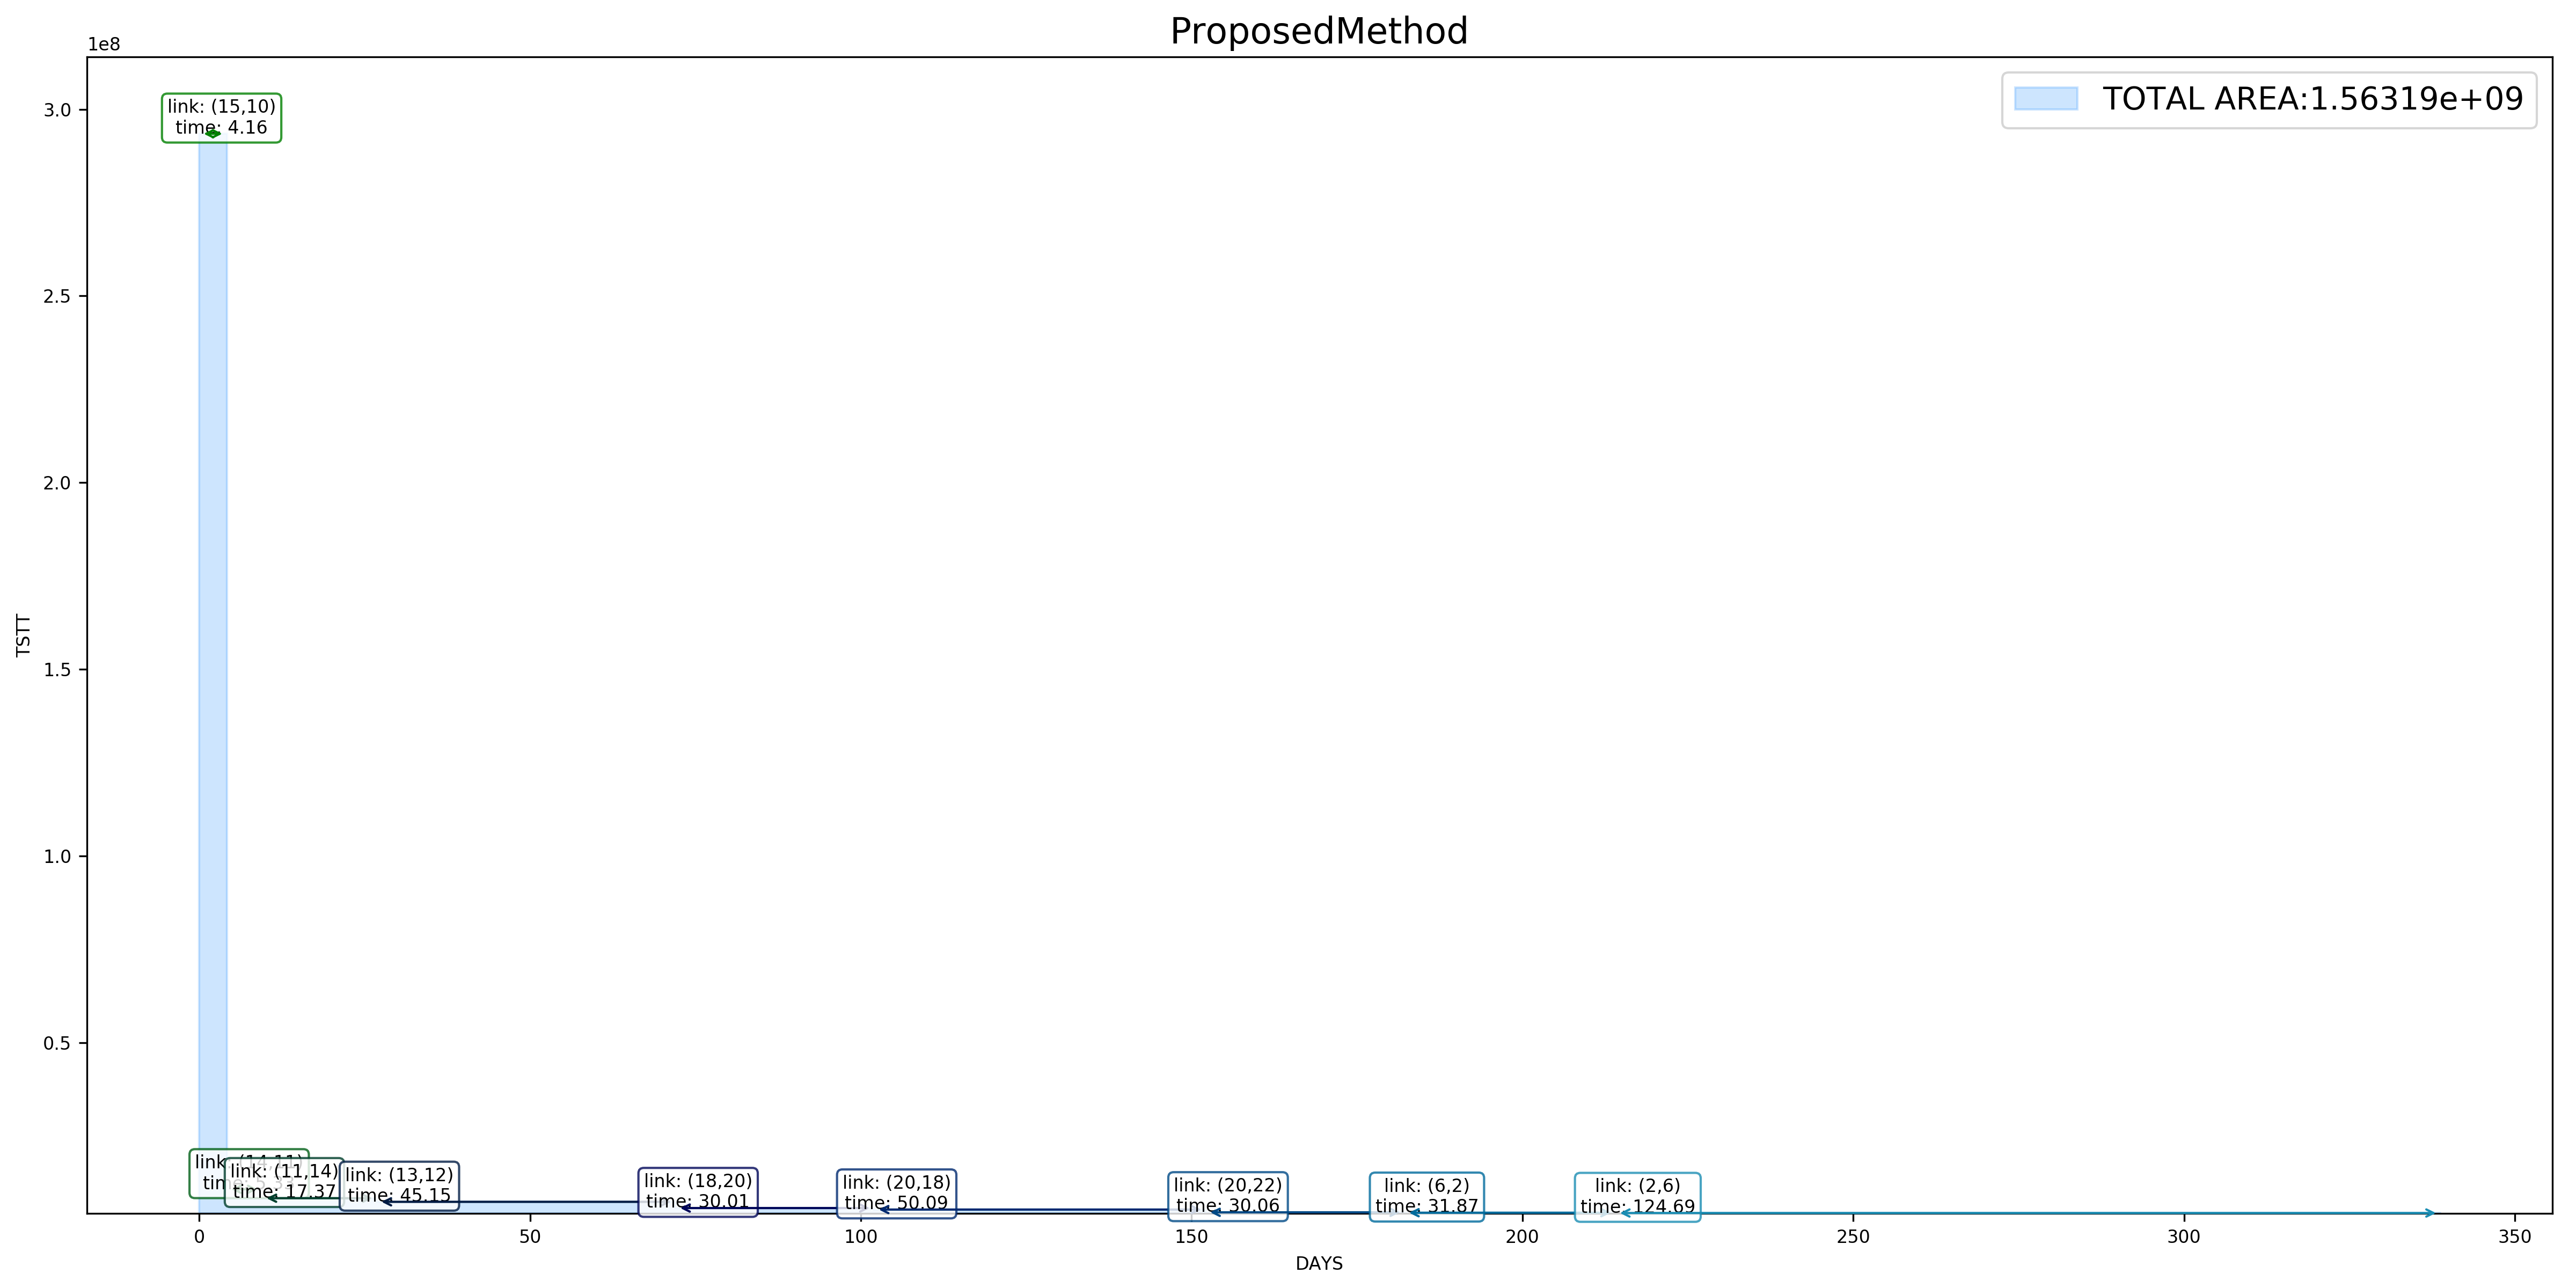 ProposedMethod
1e8
TOTAL AREA:1.56319e+09
3.0
2.5
2.0
1.5
1.0
0.5
TSTT
link: (15,10)
time: 4.16
link: (14,11)
link: (11,14)
time: 17.37
link: (13,12)
time: 45.15
link: (18,20)
time: 30.01
link: (20,18)
time: 50.09
link: (20,22)
time: 30.06
link: (6,2)
time: 31.87
link: (2,6)
time: 124.69
0
50
100
150
200
250
300
350
DAYS